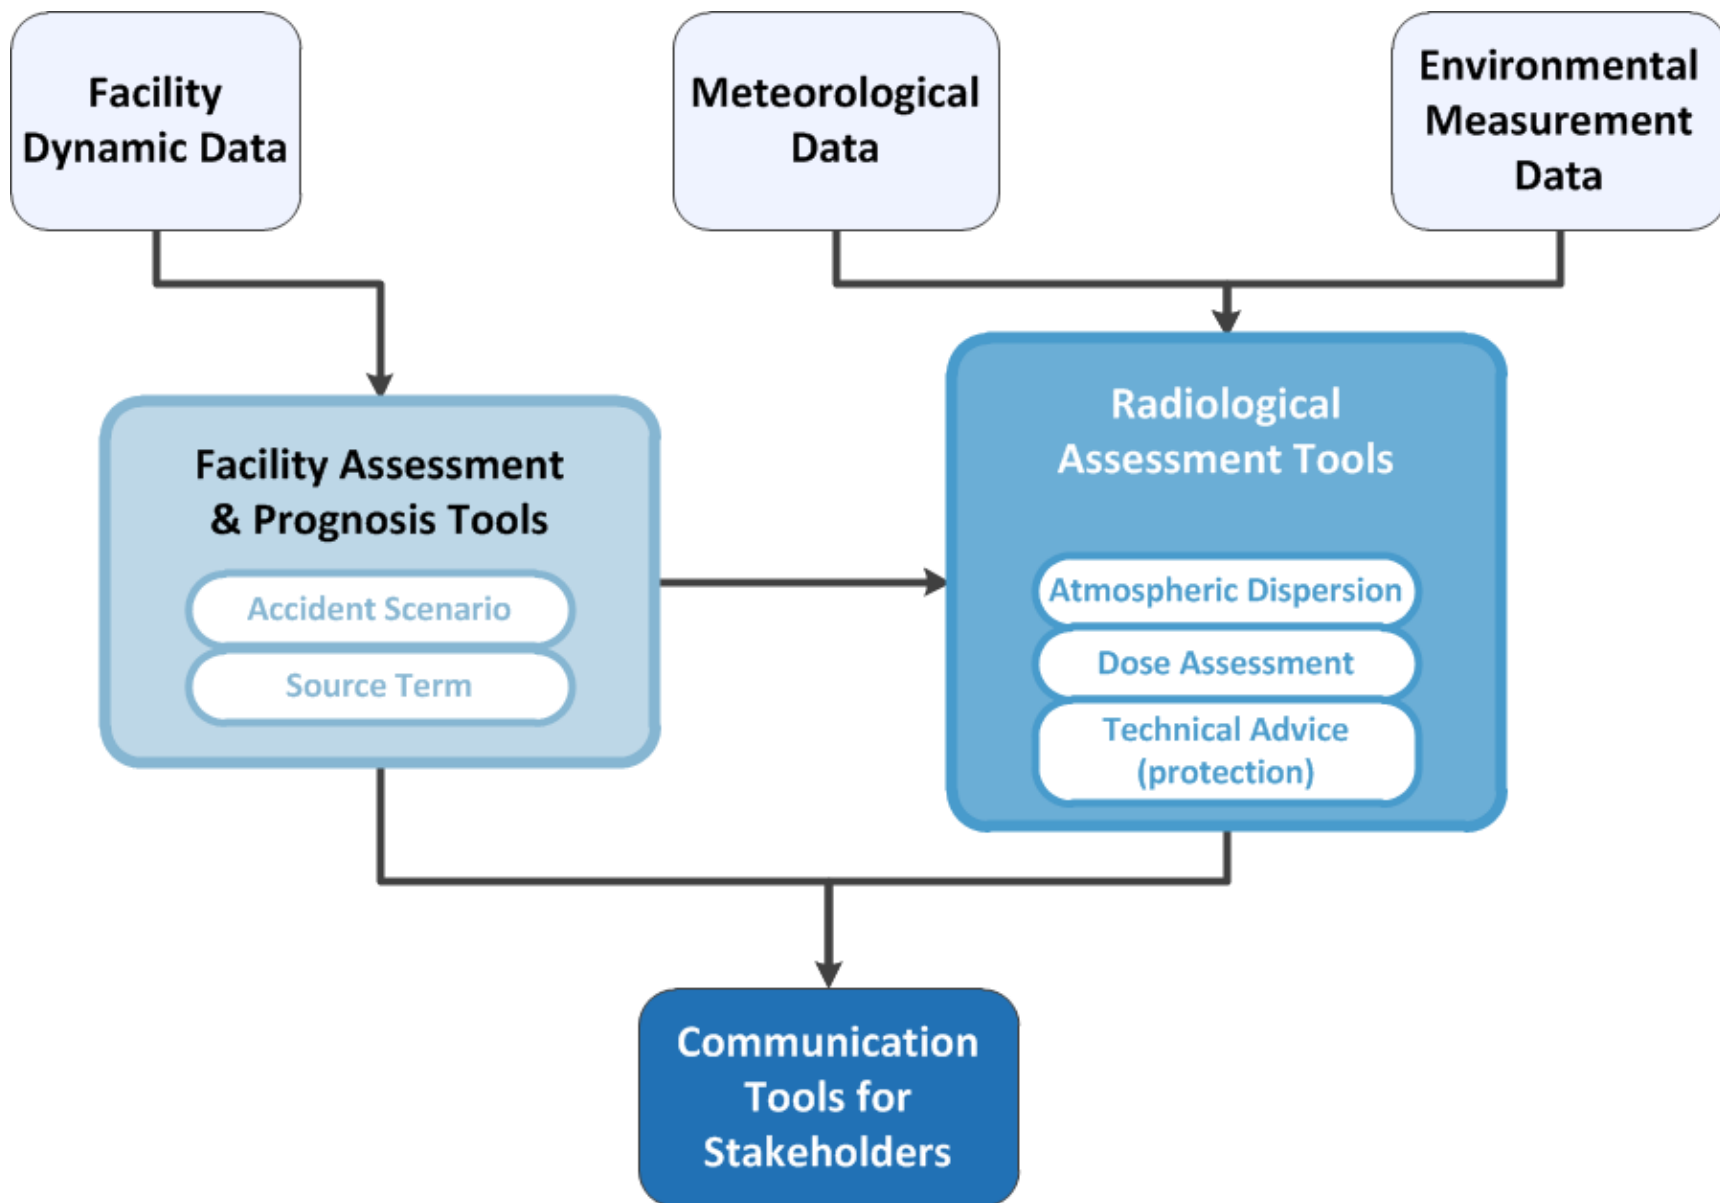 Facility
Dynamic Data
Meteorological
Data
Environmental
Measurement
Data
Facility Assessment
& Prognosis Tools
Accident Scenario
Source Term
Radiological
Assessment Tools
Atmospheric Dispersion
Dose Assessment
Technical Advice
(protection)
Communication
Tools for
Stakeholders